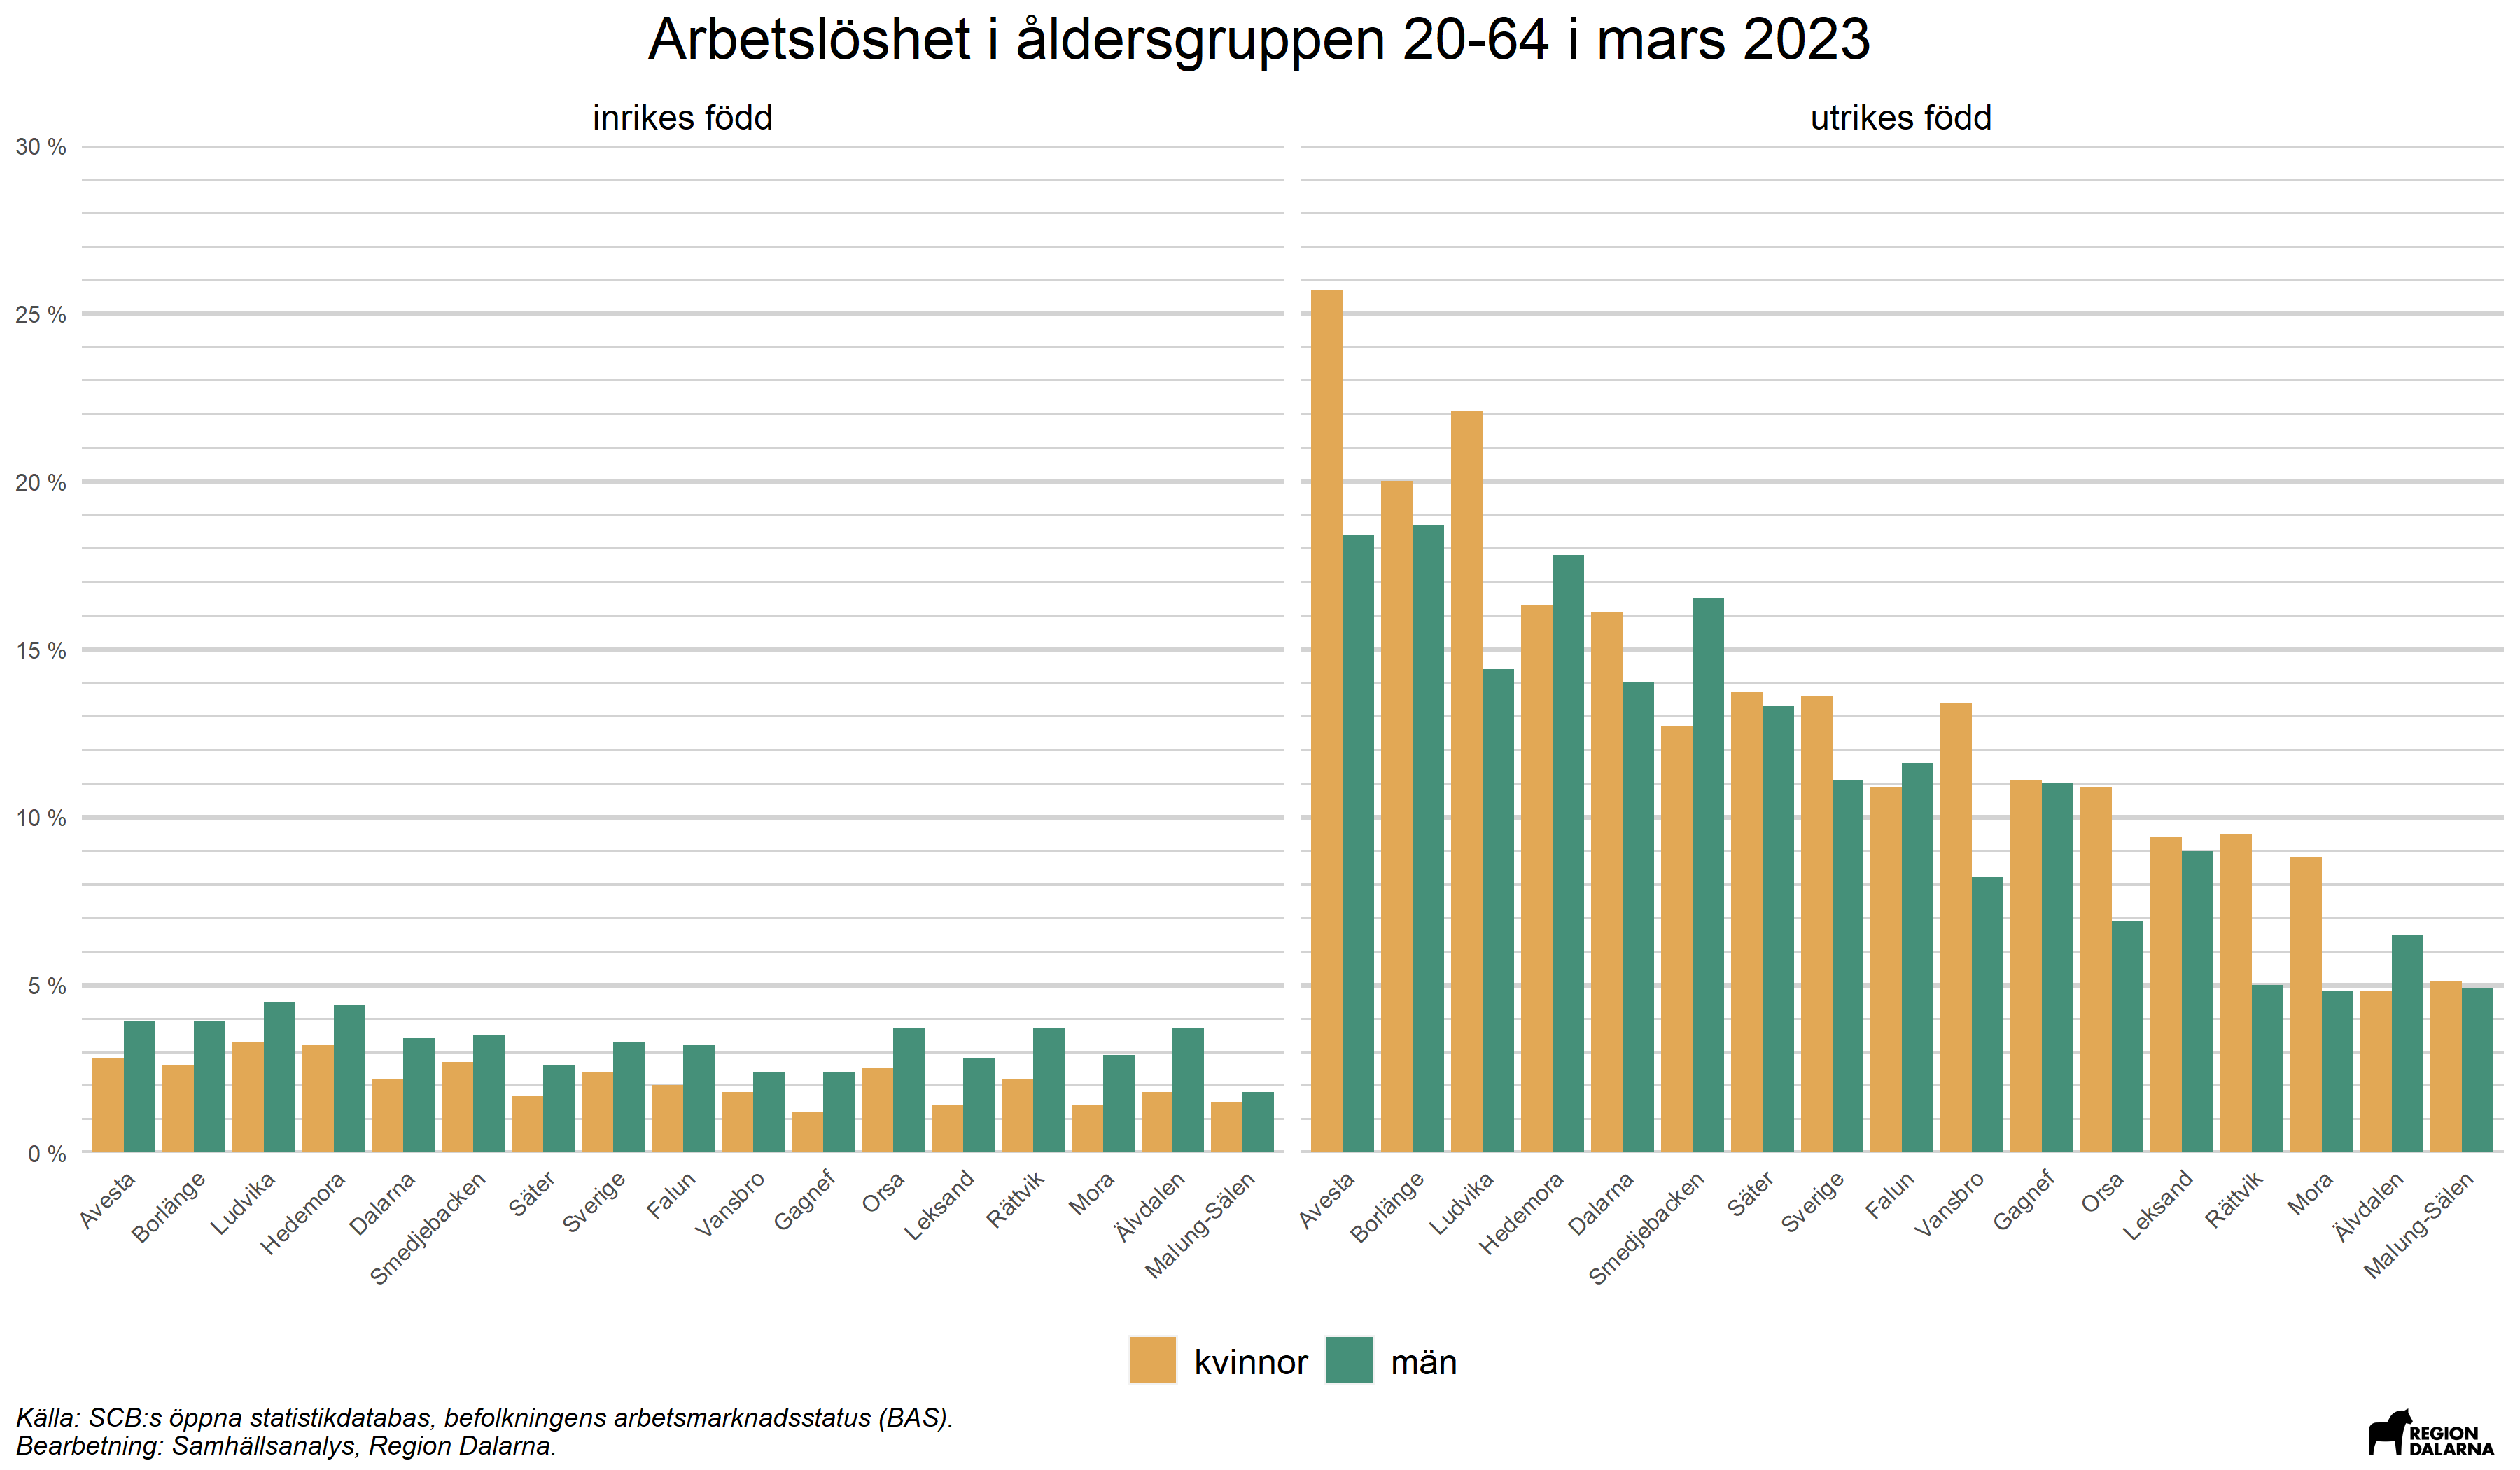 Arbetslöshet i åldersgruppen 20-64 i mars 2023
inrikes född
utrikes född
30 %
25 %
20 %
15 %
10 %
5 %
0 %
Avesta
Borlänge
Ludvika
Hedemora
Dalarna
Smedjebacken
Säter
Sverige
Falun
Vansbro
Gagnef
Orsa
Leksand
Rättvik
Mora
Älvdalen
Malung-Sälen
Avesta
Borlänge
Ludvika
Hedemora
Dalarna
Smedjebacken
Säter
Sverige
Falun
Vansbro
Gagnef
Orsa
Leksand
Rättvik
Mora
Älvdalen
Malung-Sälen
kvinnor
män
Källa: SCB:s öppna statistikdatabas, befolkningens arbetsmarknadsstatus (BAS).
Bearbetning: Samhällsanalys, Region Dalarna.
REGION
DALARNA